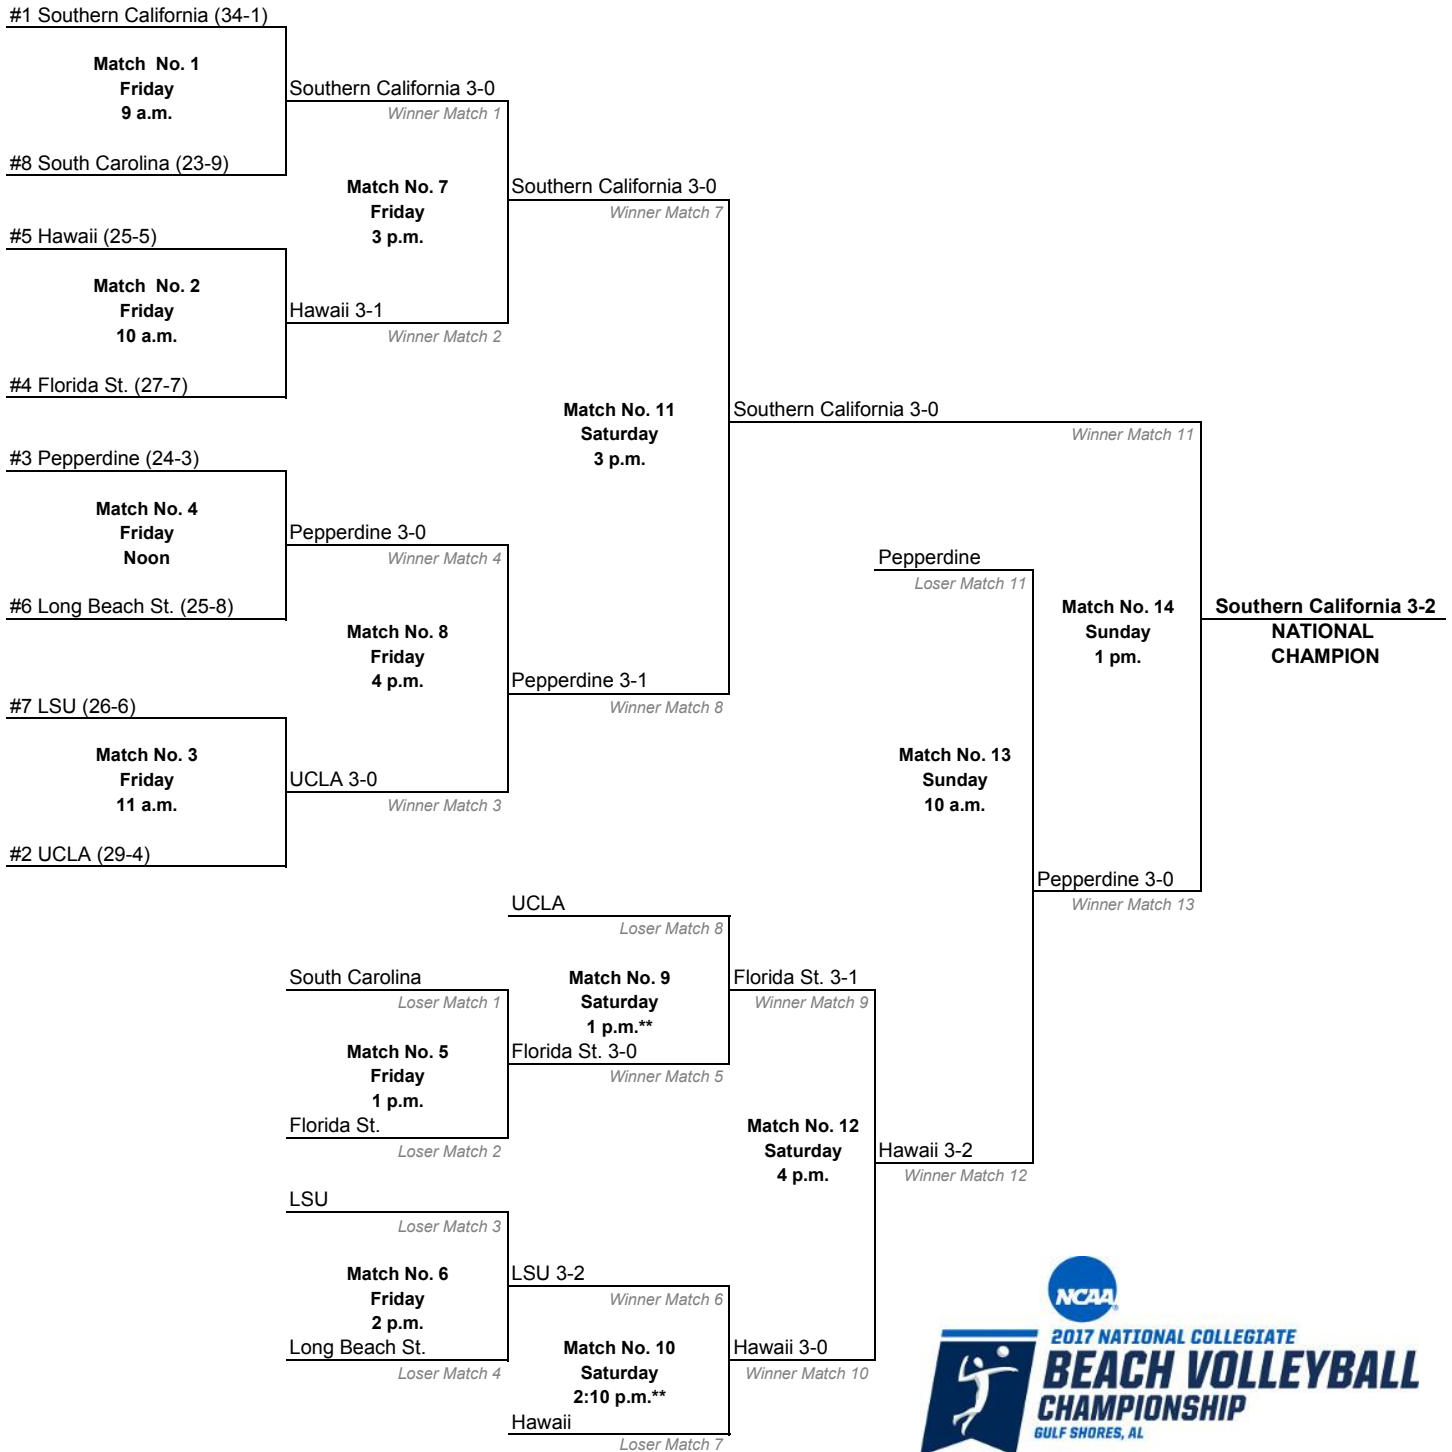 #1 Southern California (34-1)
Match No. 1
Friday
9 a.m.
Southern California 3-0
Winner Match 1
#8 South Carolina (23-9)
Match No. 7
Friday
3 p.m.
Southern California 3-0
Winner Match 7
#5 Hawaii (25-5)
Match No. 2
Friday
10 a.m.
Hawaii 3-1
Winner Match 2
#4 Florida St. (27-7)
Match No. 11
Saturday
3 p.m.
Southern California 3-0
Winner Match 11
#3 Pepperdine (24-3)
Match No. 4
Friday
Noon
Pepperdine 3-0
Winner Match 4
#6 Long Beach St. (25-8)
Match No. 8
Friday
4 p.m.
Pepperdine 3-1
Winner Match 8
#7 LSU (26-6)
Match No. 3
Friday
11 a.m.
UCLA 3-0
Winner Match 3
#2 UCLA (29-4)
Pepperdine
Loser Match 11
Match No. 14
Sunday
1 pm.
Southern California 3-2
NATIONAL
CHAMPION
Match No. 13
Sunday
10 a.m.
Pepperdine 3-0
Winner Match 13
UCLA
Loser Match 8
South Carolina
Loser Match 1
Match No. 9
Saturday
1 p.m.**
Florida St. 3-1
Winner Match 9
Match No. 5
Friday
1 p.m.
Florida St. 3-0
Winner Match 5
Florida St.
Loser Match 2
Match No. 12
Saturday
4 p.m.
Hawaii 3-2
Winner Match 12
LSU
Loser Match 3
Match No. 6
Friday
2 p.m.
LSU 3-2
Winner Match 6
Long Beach St.
Loser Match 4
Match No. 10
Saturday
2:10 p.m.**
Hawaii 3-0
Winner Match 10
Hawaii
Loser Match 7
NCAA
2017 NATIONAL COLLEGIATE
BEACH VOLLEYBALL
CHAMPIONSHIP
GULF SHORES, AL